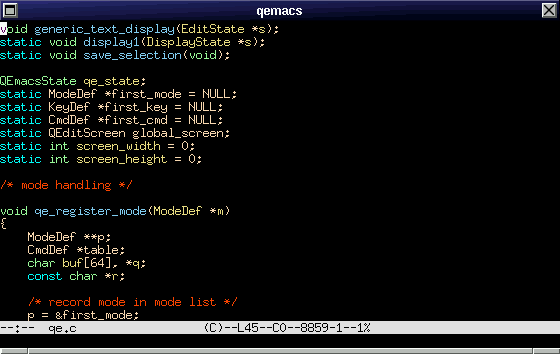 qemacs
void generic_text_display(EditState *s);
static void display1(DisplayState *s);
static void save_selection(void);
QEmacsState qe_state;
static ModeDef *first_mode = NULL;
static KeyDef *first_key = NULL;
static CmdDef *first_cmd = NULL;
static QEditScreen global_screen;
static int screen_width = 0;
static int screen_height = 0;
/* mode handling */
void qe_register_mode(ModeDef *m)
{
    ModeDef **p;
    CmdDef *table;
    char buf[64], *q;
    const char *r;
    /* record mode in mode list */
    p = &first_mode;
--:--  qe.c                  (C)--L45--C0--8859-1--1%